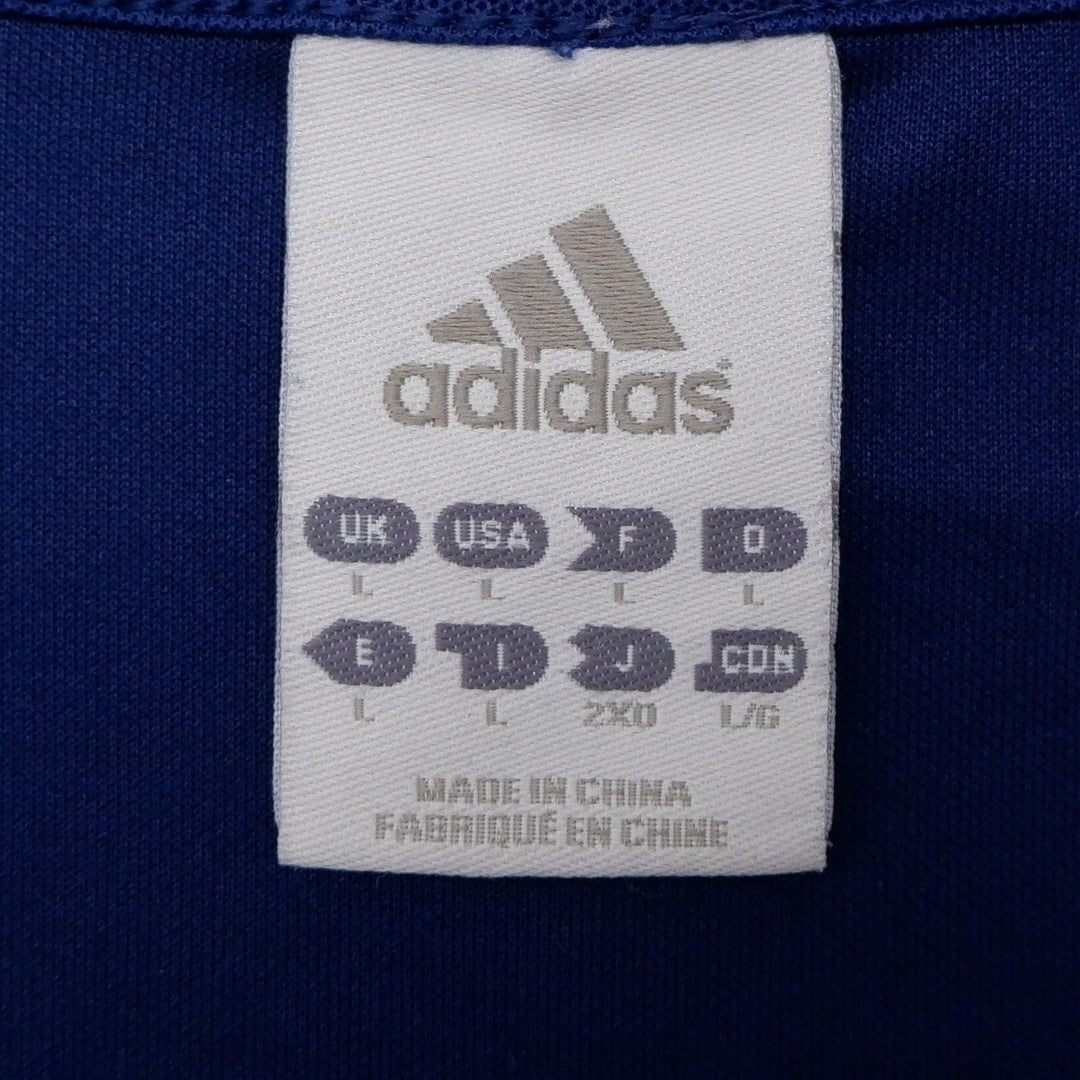 adidas
UK USA F D
L L L L
E I J CDN
L L 2XO L/G
MADE IN CHINA
FABRIQUÉ EN CHINE